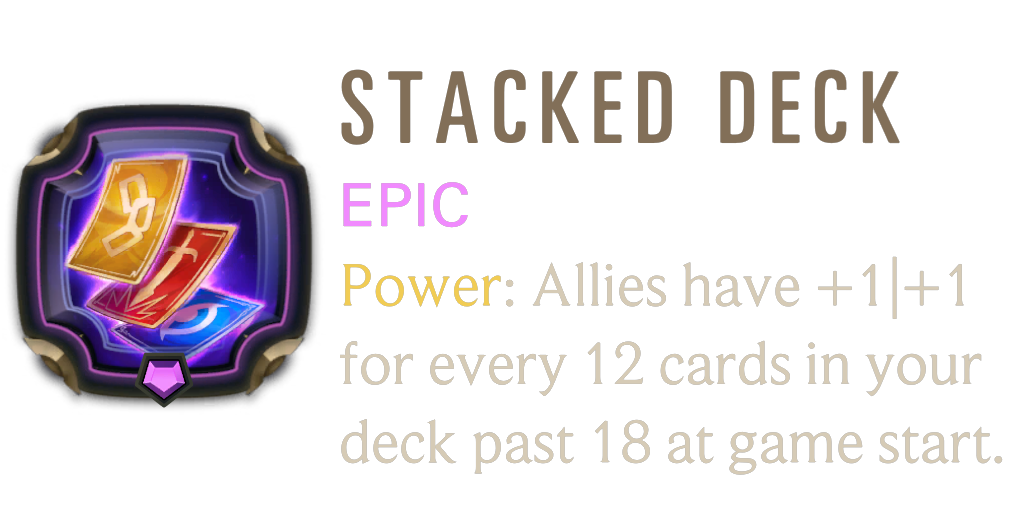 STACKED DECK
EPIC
Power: Allies have +1|+1
for every 12 cards in your
deck past 18 at game start.